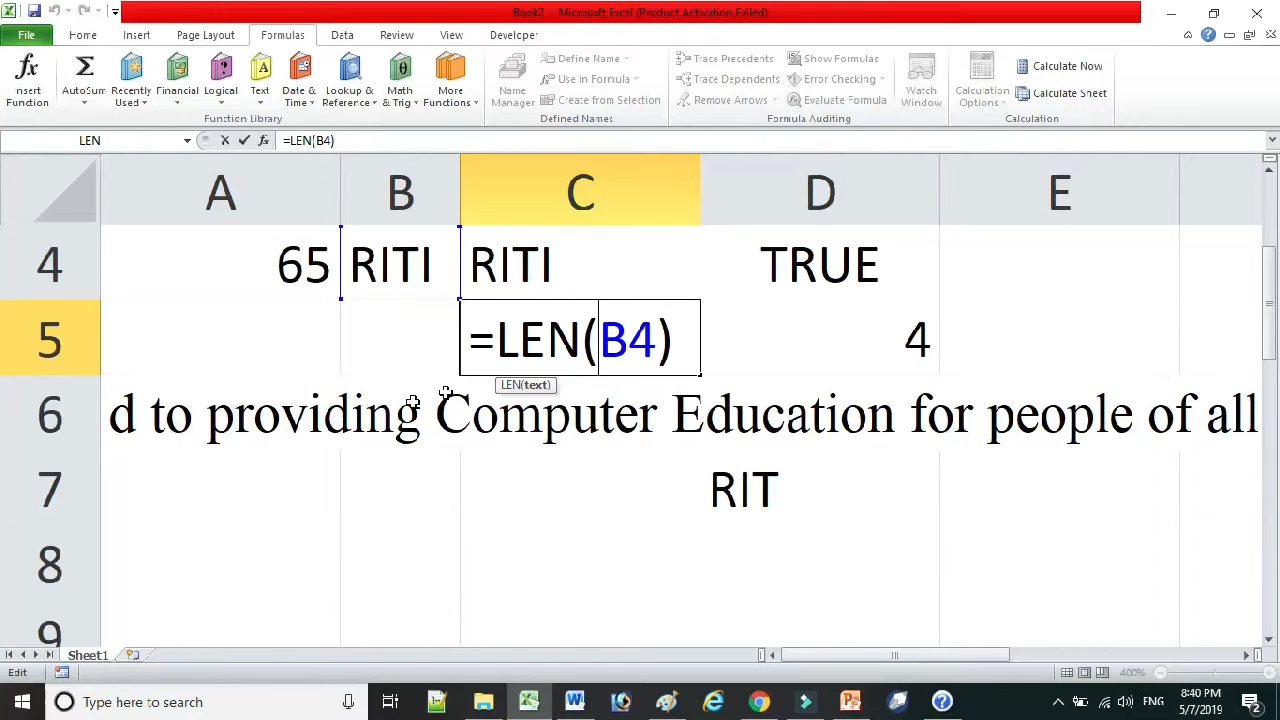 Book2 - Microsoft Excel (Product Activation Failed)
File Home Insert Page Layout Formulas Data Review View Developer
fx Σ A ? θ
Insert Function
AutoSum
Recently Used
Financial
Logical
Text
Date & Time
Lookup & Reference
Math & Trig
More Functions
Function Library
Name Manager
Define Name
Use in Formula
Create from Selection
Defined Names
Trace Precedents
Trace Dependents
Remove Arrows
Show Formulas
Error Checking
Evaluate Formula
Watch Window
Formula Auditing
Calculation Options
Calculate Now
Calculate Sheet
Calculation
LEN fx =LEN(B4)
A B C D E
4 65 RITI RITI TRUE
5 =LEN(B4) 4
LEN(text)
6 d to providing Computer Education for people of all
7 RIT
8
9
Sheet1
Edit 400%
Type here to search
ENG
8:40 PM
5/7/2019
2